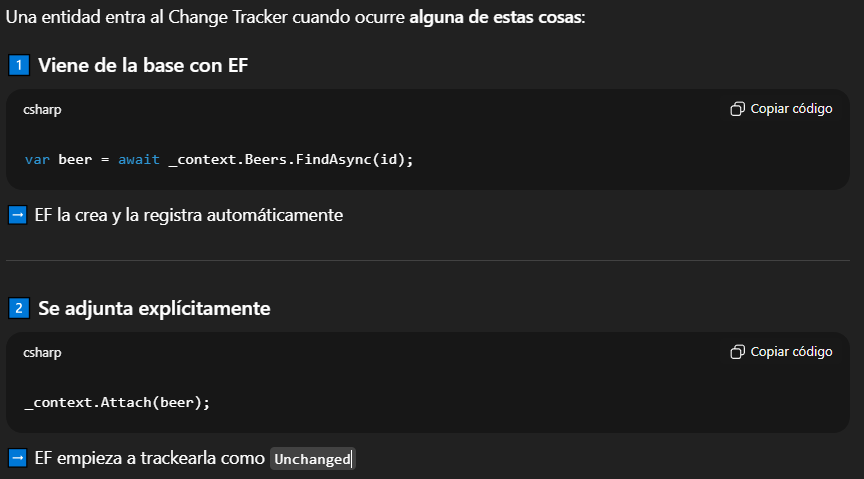 Una entidad entra al Change Tracker cuando ocurre alguna de estas cosas:
1 Viene de la base con EF
csharp
Copiar código
var beer = await _context.Beers.FindAsync(id);
→ EF la crea y la registra automáticamente
2 Se adjunta explícitamente
csharp
Copiar código
_context.Attach(beer);
→ EF empieza a trackearla como Unchanged